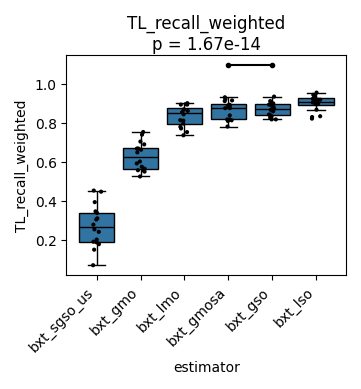 TL_recall_weighted
p = 1.67e-14
TL_recall_weighted
1.0
0.8
0.6
0.4
0.2
bxt_sgso_us
bxt_gmo
bxt_lmo
bxt_gmosa
bxt_gso
bxt_lso
estimator